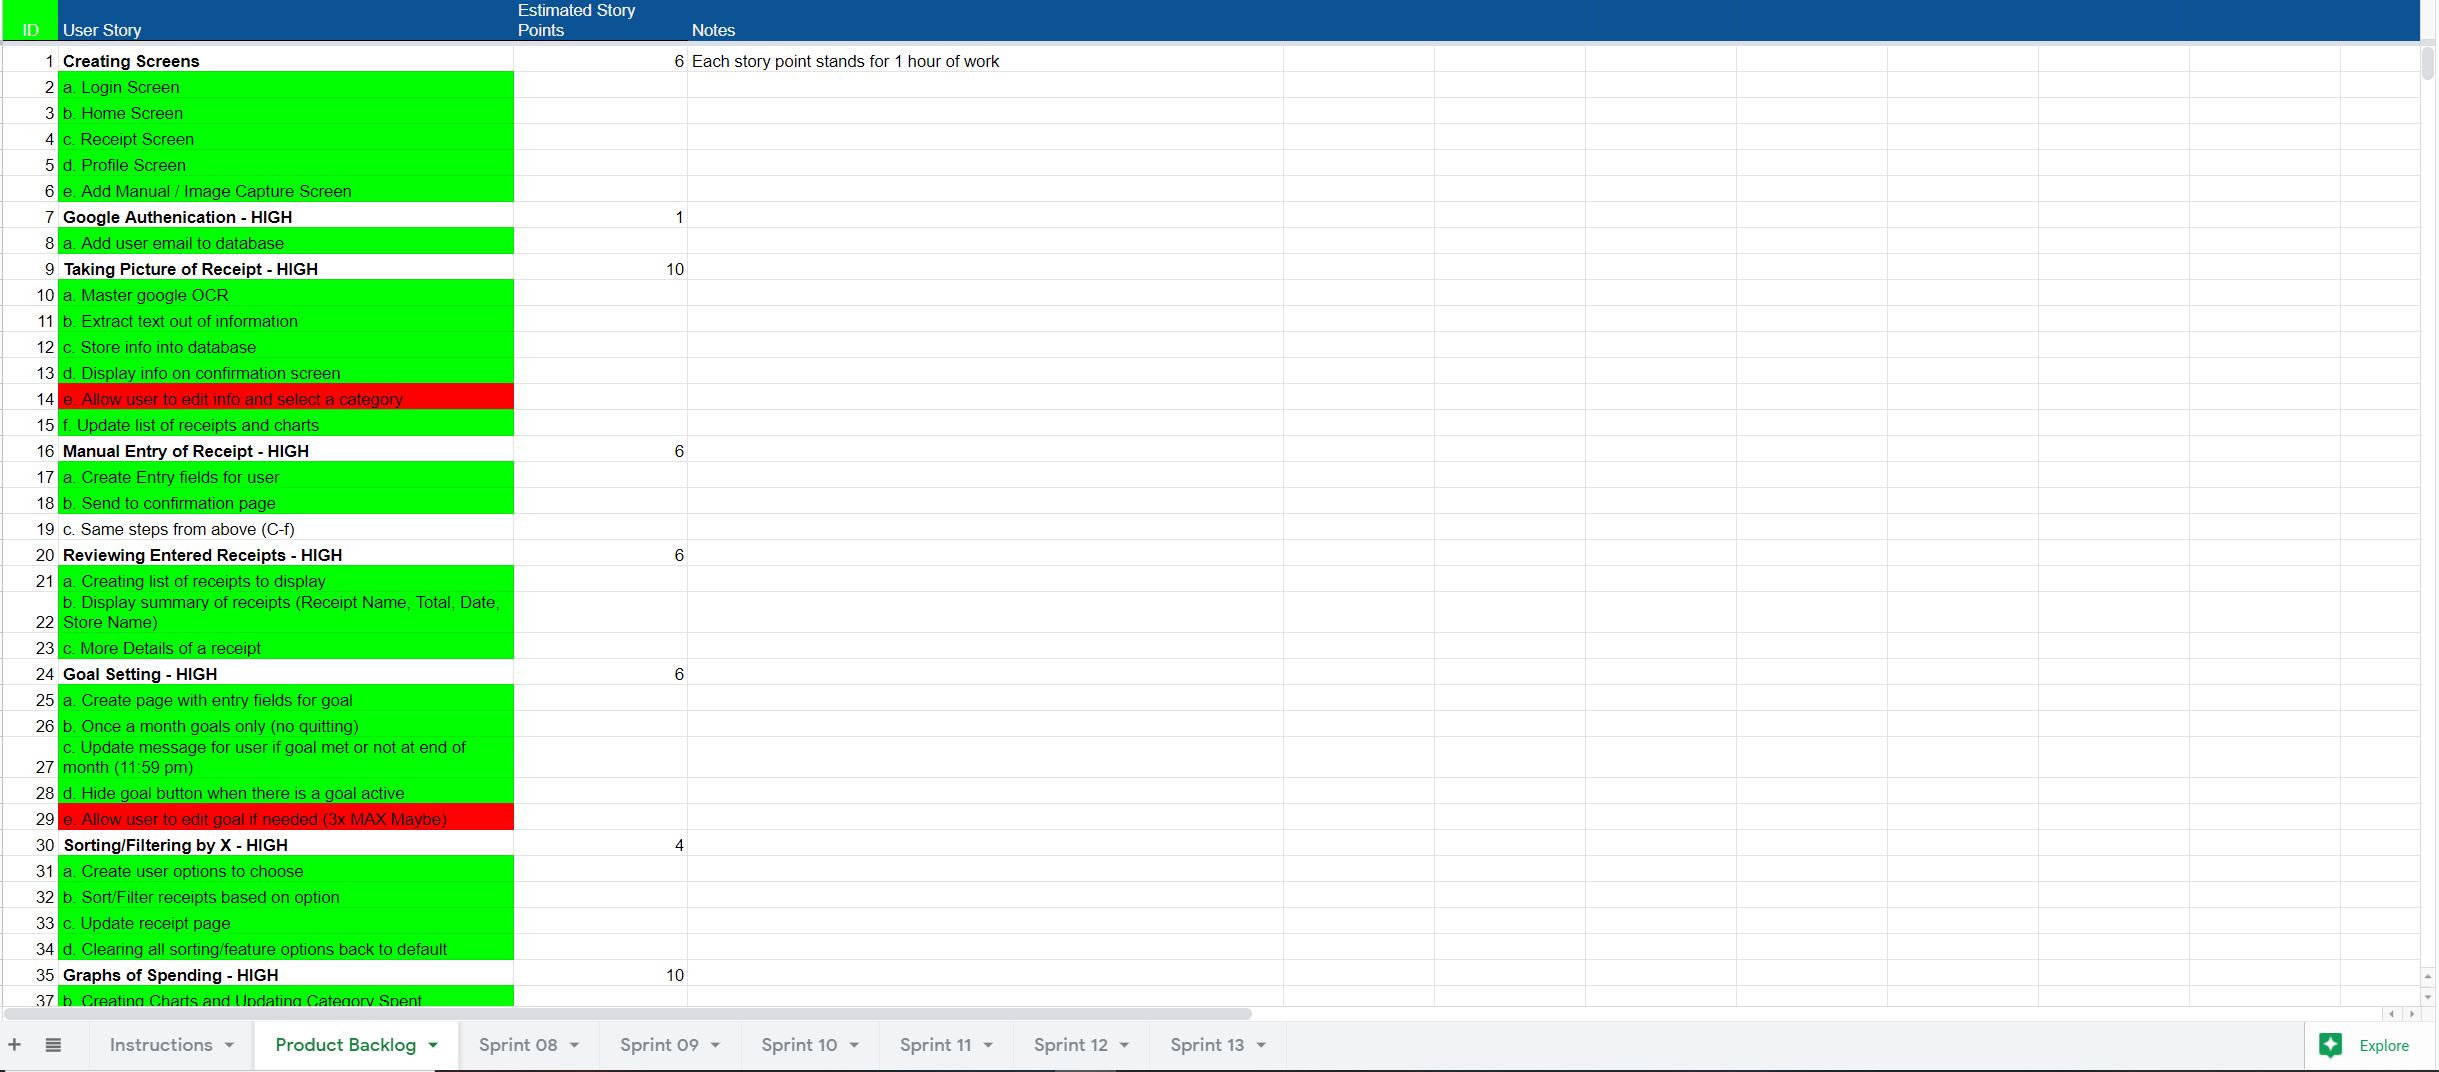 ID User Story Estimated Story Points Notes
1 Creating Screens 6 Each story point stands for 1 hour of work
2 a. Login Screen
3 b. Home Screen
4 c. Receipt Screen
5 d. Profile Screen
6 e. Add Manual / Image Capture Screen
7 Google Authenication - HIGH 1
8 a. Add user email to database
9 Taking Picture of Receipt - HIGH 10
10 a. Master google OCR
11 b. Extract text out of information
12 c. Store info into database
13 d. Display info on confirmation screen
14 e. Allow user to edit info and select a category
15 f. Update list of receipts and charts
16 Manual Entry of Receipt - HIGH 6
17 a. Create Entry fields for user
18 b. Send to confirmation page
19 c. Same steps from above (C-f)
20 Reviewing Entered Receipts - HIGH 6
21 a. Creating list of receipts to display
b. Display summary of receipts (Receipt Name, Total, Date,
22 Store Name)
23 c. More Details of a receipt
24 Goal Setting - HIGH 6
25 a. Create page with entry fields for goal
26 b. Once a month goals only (no quitting)
c. Update message for user if goal met or not at end of
27 month (11:59 pm)
28 d. Hide goal button when there is a goal active
29 e. Allow user to edit goal if needed (3x MAX Maybe)
30 Sorting/Filtering by X - HIGH 4
31 a. Create user options to choose
32 b. Sort/Filter receipts based on option
33 c. Update receipt page
34 d. Clearing all sorting/feature options back to default
35 Graphs of Spending - HIGH 10
37 b. Creating Charts and Updating Category Spent
+ Instructions Product Backlog Sprint 08 Sprint 09 Sprint 10 Sprint 11 Sprint 12 Sprint 13 Explore